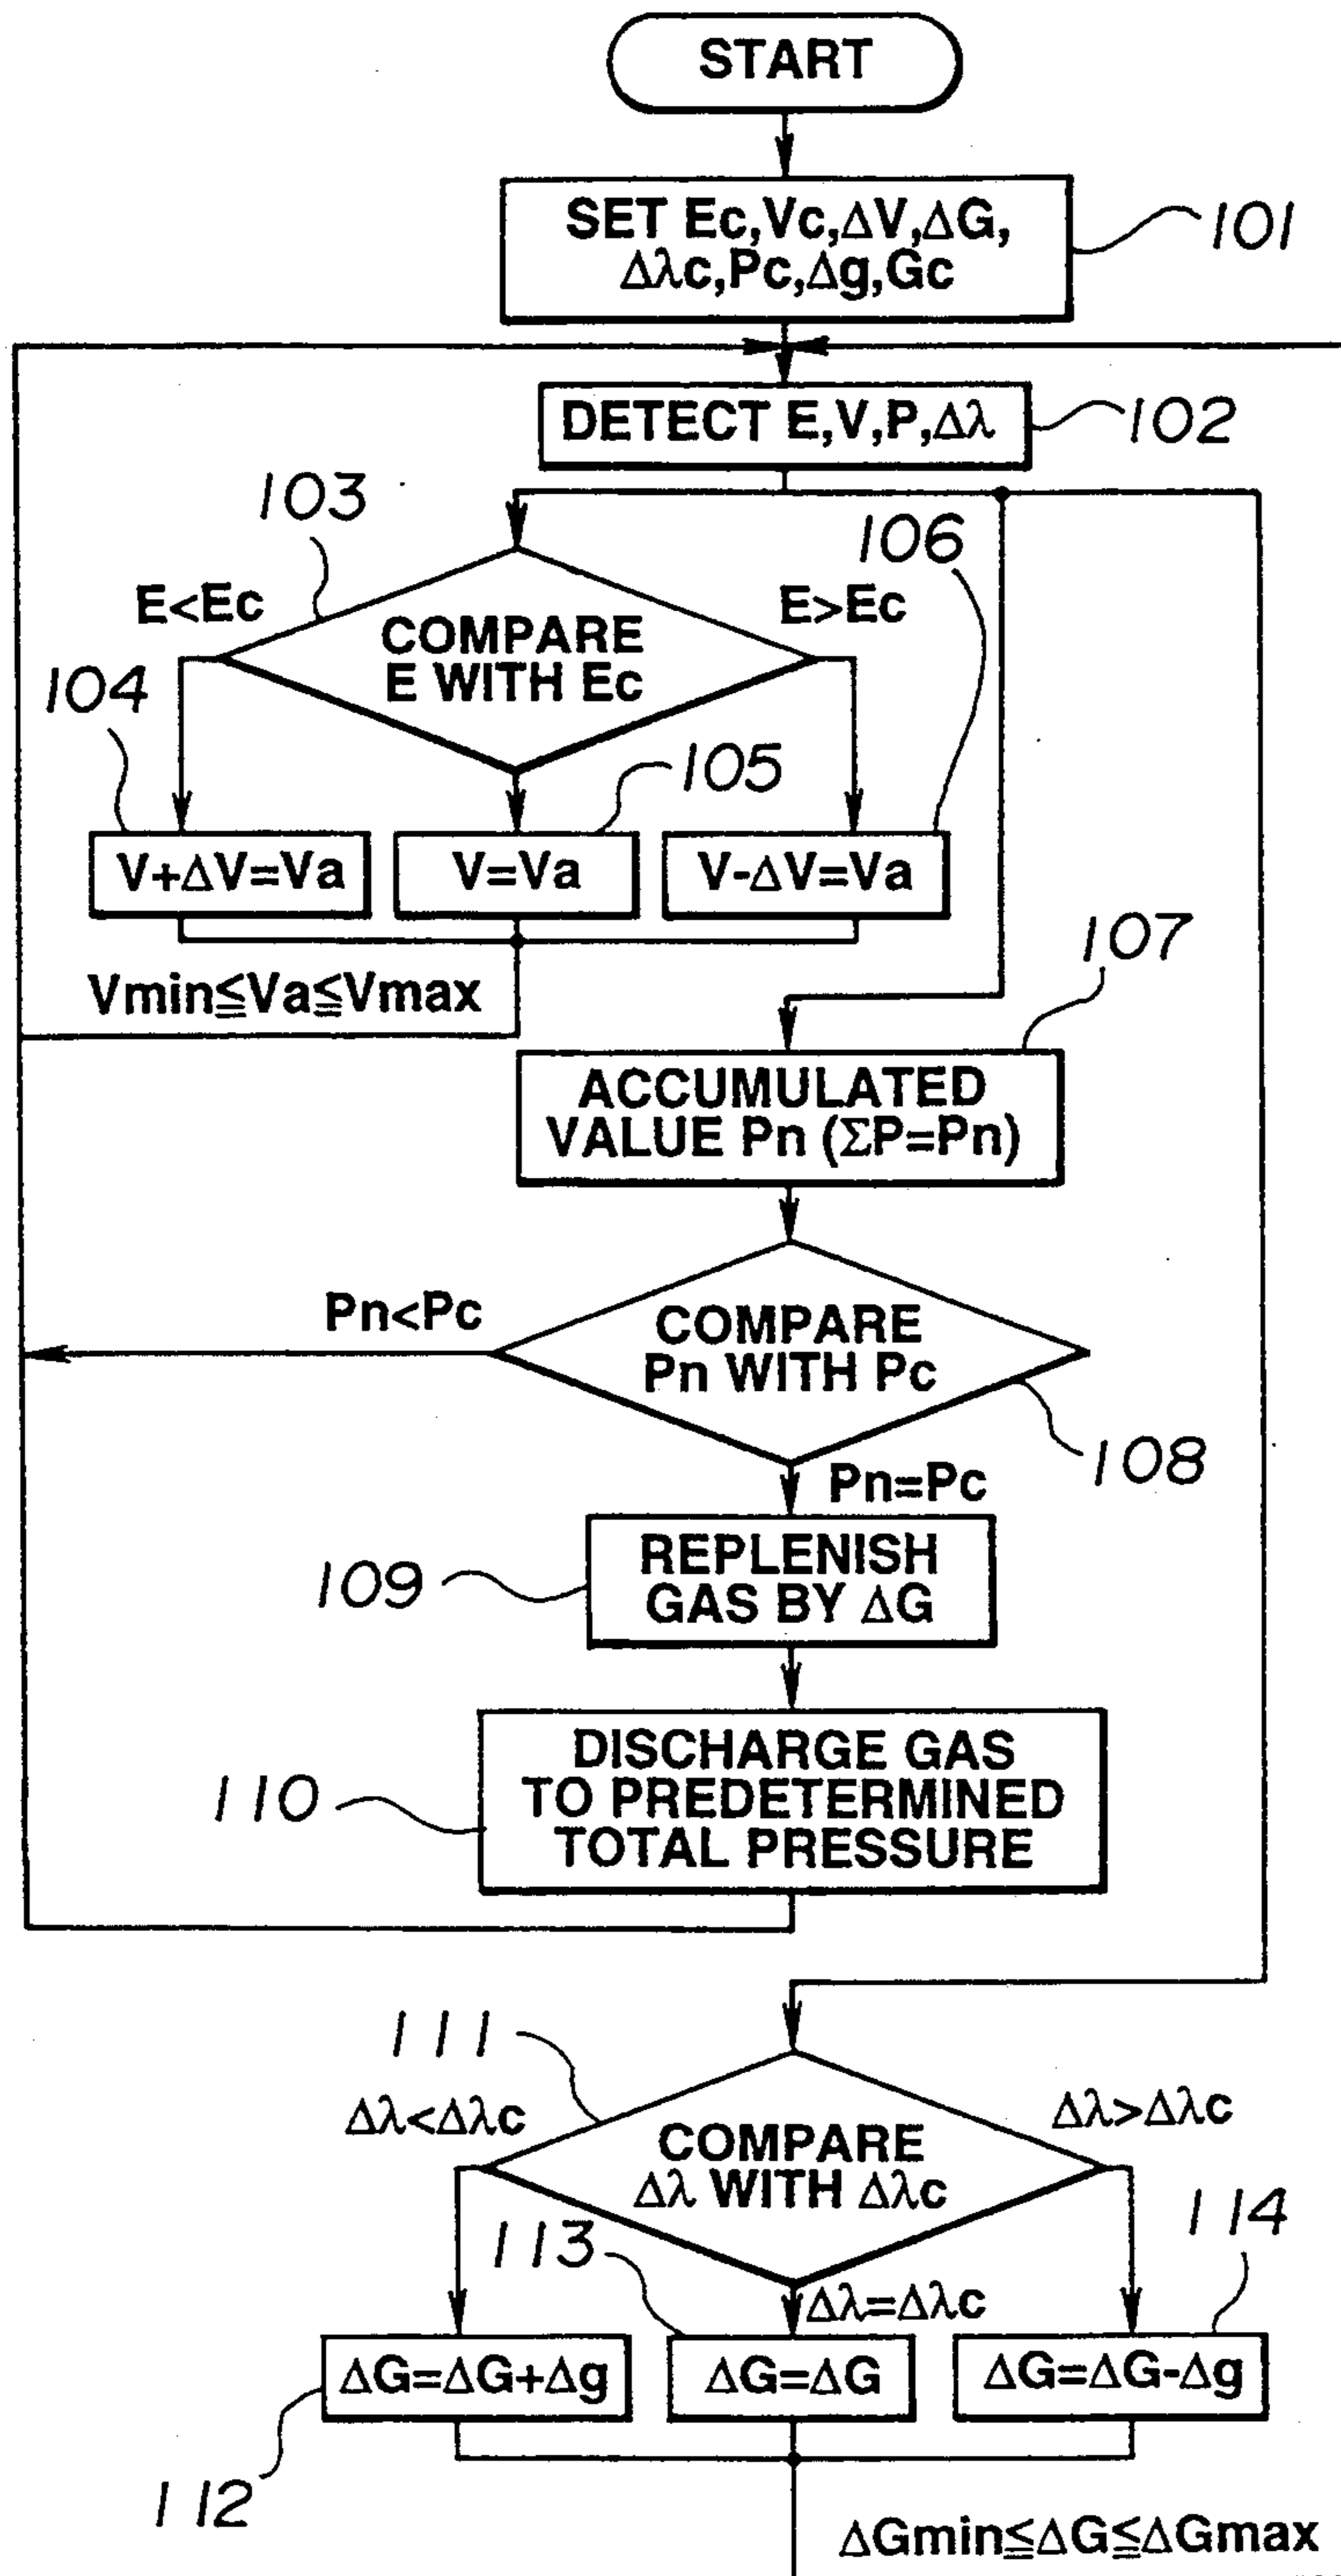 START
SET Ec,Vc,ΔV,ΔG,
Δλc,Pc,Δg,Gc
101
DETECT E,V,P,Δλ
102
103
106
E<Ec
E>Ec
COMPARE
E WITH Ec
104
105
V+ΔV=Va
V=Va
V-ΔV=Va
Vmin≦Va≦Vmax
107
ACCUMULATED
VALUE Pn (ΣP=Pn)
Pn<Pc
COMPARE
Pn WITH Pc
108
Pn=Pc
109
REPLENISH
GAS BY ΔG
110
DISCHARGE GAS
TO PREDETERMINED
TOTAL PRESSURE
111
Δλ<Δλc
Δλ>Δλc
COMPARE
Δλ WITH Δλc
113
114
Δλ=Δλc
ΔG=ΔG+Δg
ΔG=ΔG
ΔG=ΔG-Δg
112
ΔGmin≦ΔG≦ΔGmax